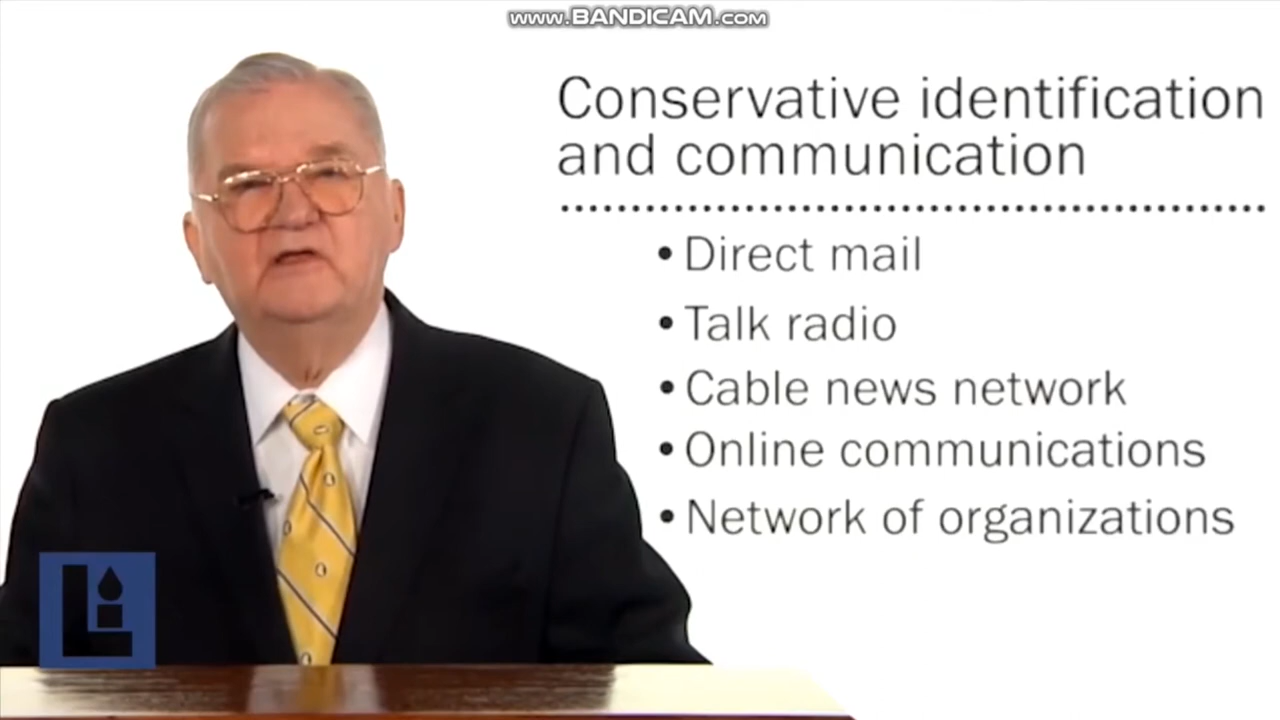 www.BANDICAM.com
Conservative identification
and communication
• Direct mail
• Talk radio
• Cable news network
• Online communications
• Network of organizations
Li